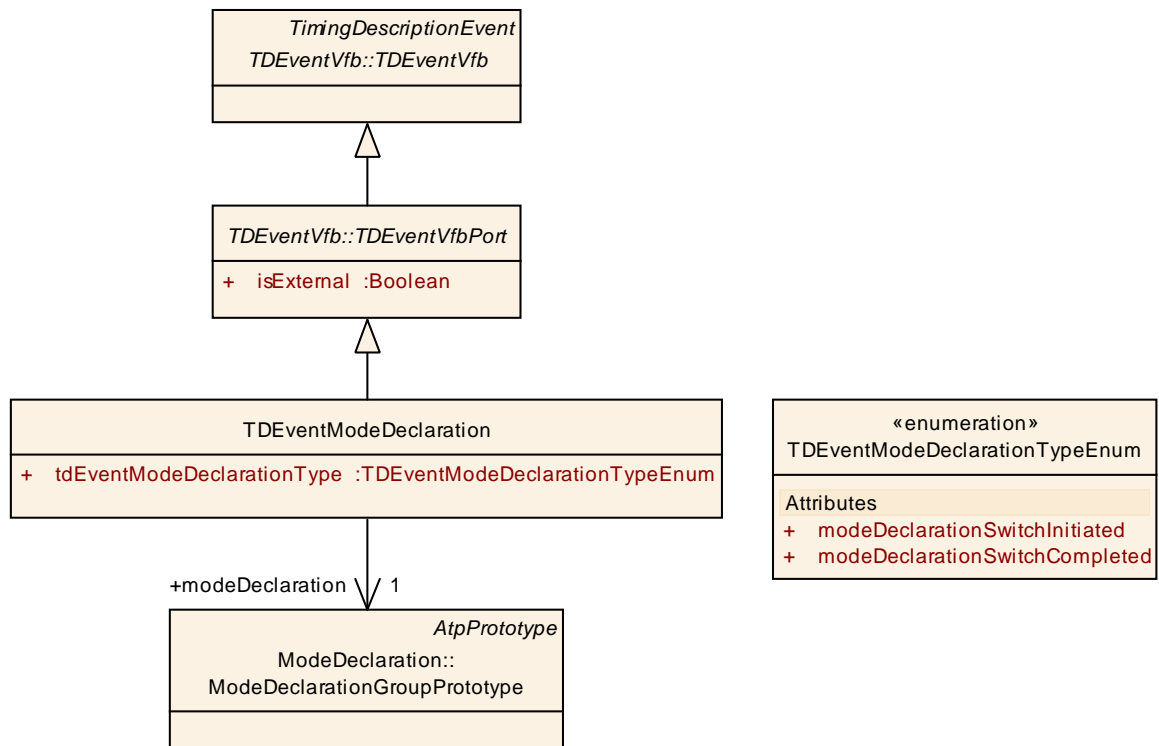 TimingDescriptionEvent
TDEventVfb::TDEventVfb
TDEventVfb::TDEventVfbPort
+ isExternal :Boolean
TDEventModeDeclaration
+ tdEventModeDeclarationType :TDEventModeDeclarationTypeEnum
«enumeration»
TDEventModeDeclarationTypeEnum
Attributes
+ modeDeclarationSwitchInitiated
+ modeDeclarationSwitchCompleted
+modeDeclaration 1
AtpPrototype
ModeDeclaration::
ModeDeclarationGroupPrototype